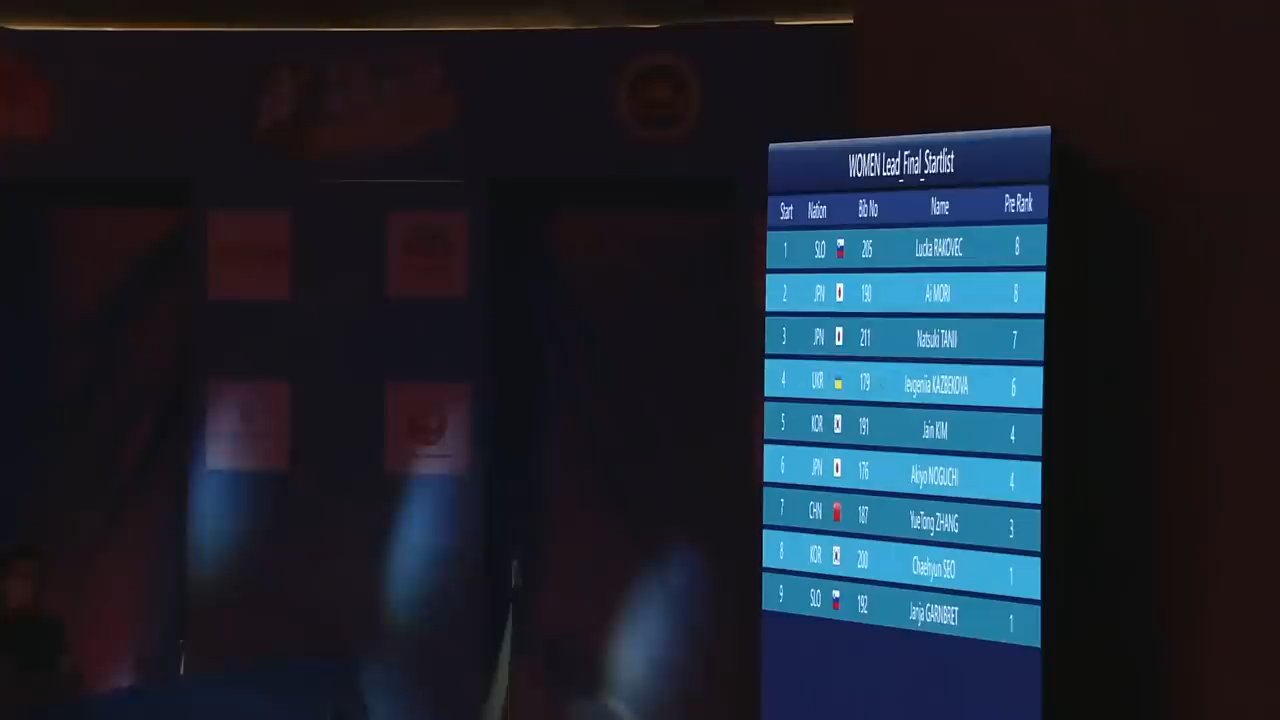 WOMEN Lead_Final_Startlist
Start Nation Bib No Name Pre Rank
1 SLO 205 Lucka RAKOVEC 8
2 JPN 190 Ai MORI 8
3 JPN 211 Natsuki TANII 7
4 UKR 179 Ievgeniia KAZBEKOVA 6
5 KOR 191 Jain KIM 4
6 JPN 176 Akiyo NOGUCHI 4
7 CHN 187 YueTong ZHANG 3
8 KOR 200 Chaehyun SEO 1
9 SLO 192 Janja GARNBRET 1